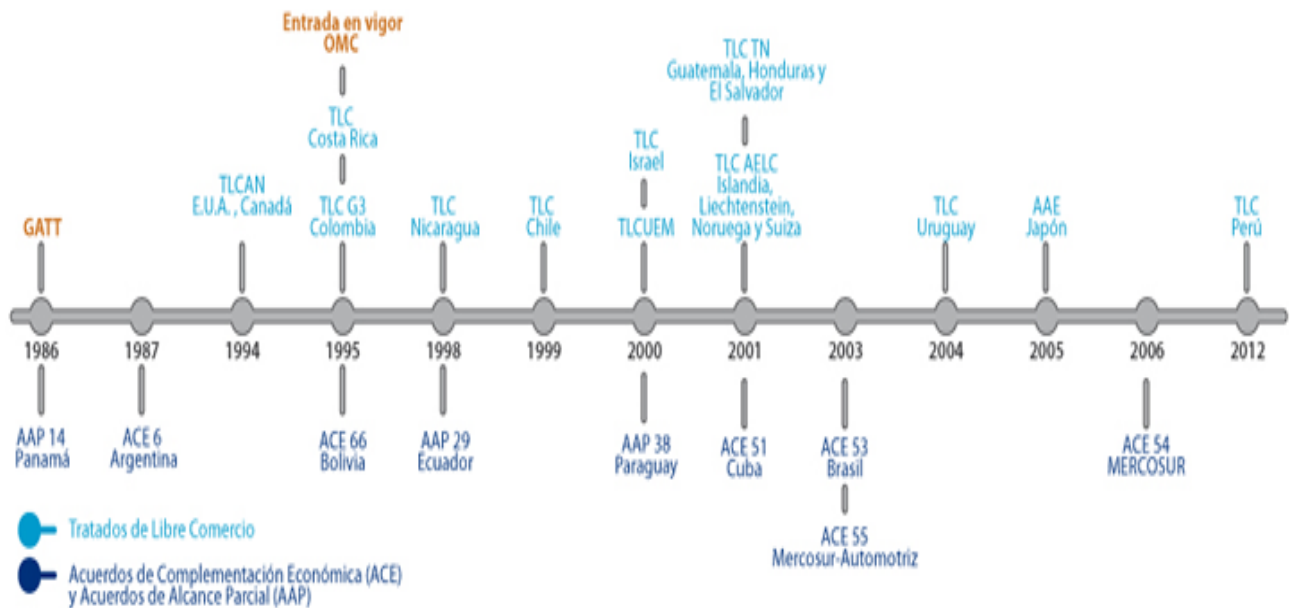 Entrada en vigor
OMC
TLC
Costa Rica
TLC TN
Guatemala, Honduras y
El Salvador
TLC
Israel
GATT
TLCAN
E.U.A. , Canadá
TLC G3
Colombia
TLC
Nicaragua
TLC
Chile
TLCUEM
TLC AELC
Islandia,
Liechtenstein,
Noruega y Suiza
TLC
Uruguay
AAE
Japón
TLC
Perú
1986
1987
1994
1995
1998
1999
2000
2001
2003
2004
2005
2006
2012
AAP 14
Panamá
ACE 6
Argentina
ACE 66
Bolivia
AAP 29
Ecuador
AAP 38
Paraguay
ACE 51
Cuba
ACE 53
Brasil
ACE 55
Mercosur-Automotriz
ACE 54
MERCOSUR
Tratados de Libre Comercio
Acuerdos de Complementación Económica (ACE)
y Acuerdos de Alcance Parcial (AAP)